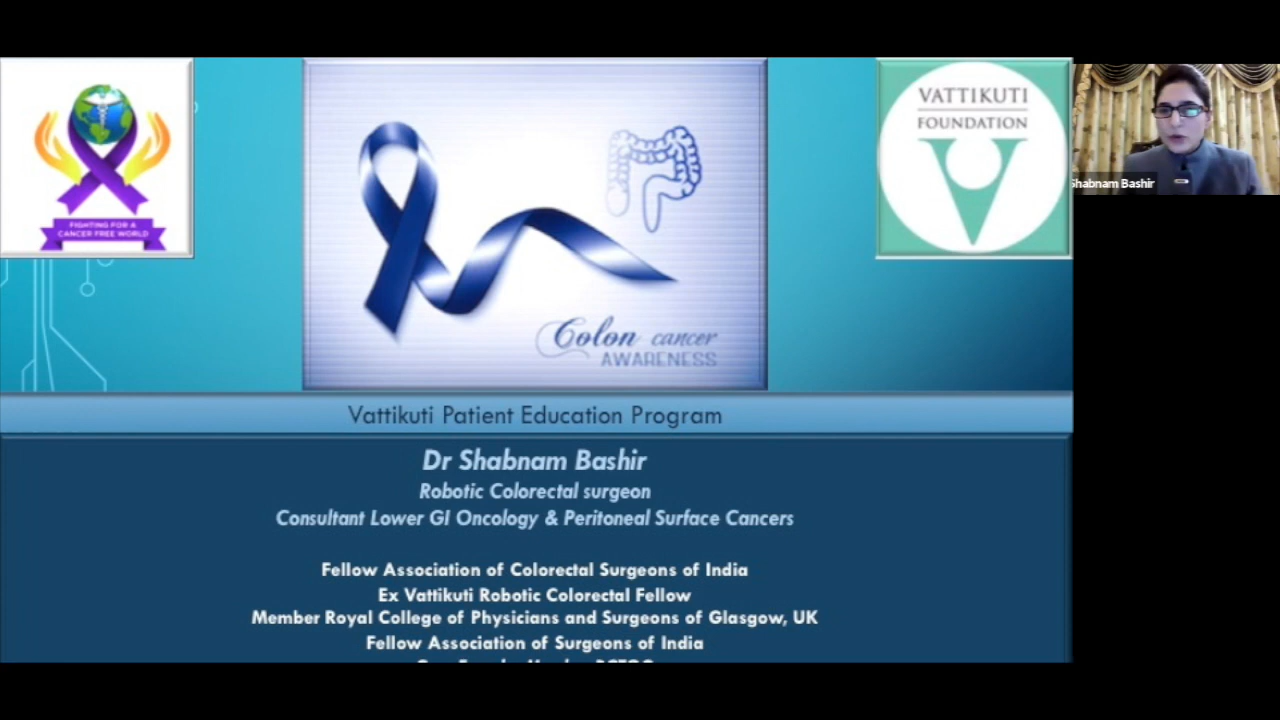 FIGHTING FOR A
CANCER FREE WORLD
Colon cancer
AWARENESS
VATTIKUTI
FOUNDATION
Shabnam Bashir
Vattikuti Patient Education Program
Dr Shabnam Bashir
Robotic Colorectal surgeon
Consultant Lower GI Oncology & Peritoneal Surface Cancers
Fellow Association of Colorectal Surgeons of India
Ex Vattikuti Robotic Colorectal Fellow
Member Royal College of Physicians and Surgeons of Glasgow, UK
Fellow Association of Surgeons of India